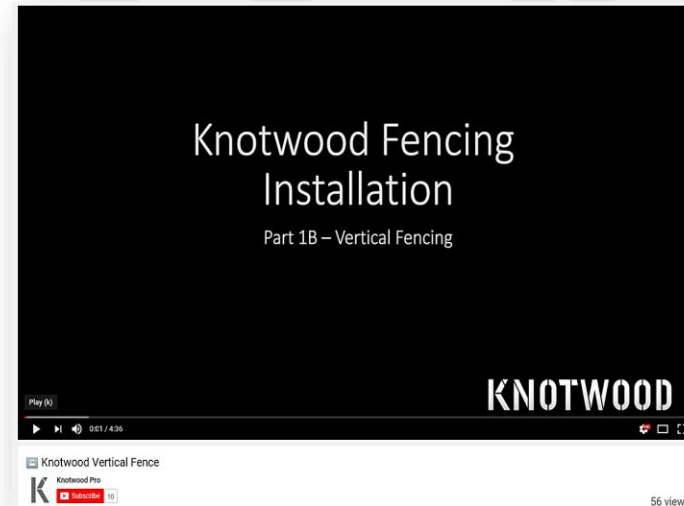 Knotwood Fencing
Installation
Part 1B – Vertical Fencing
KNOTWOOD
Play (k)
0:01 / 4:36
Knotwood Vertical Fence
Knotwood Pro
Subscribe 10
56 view